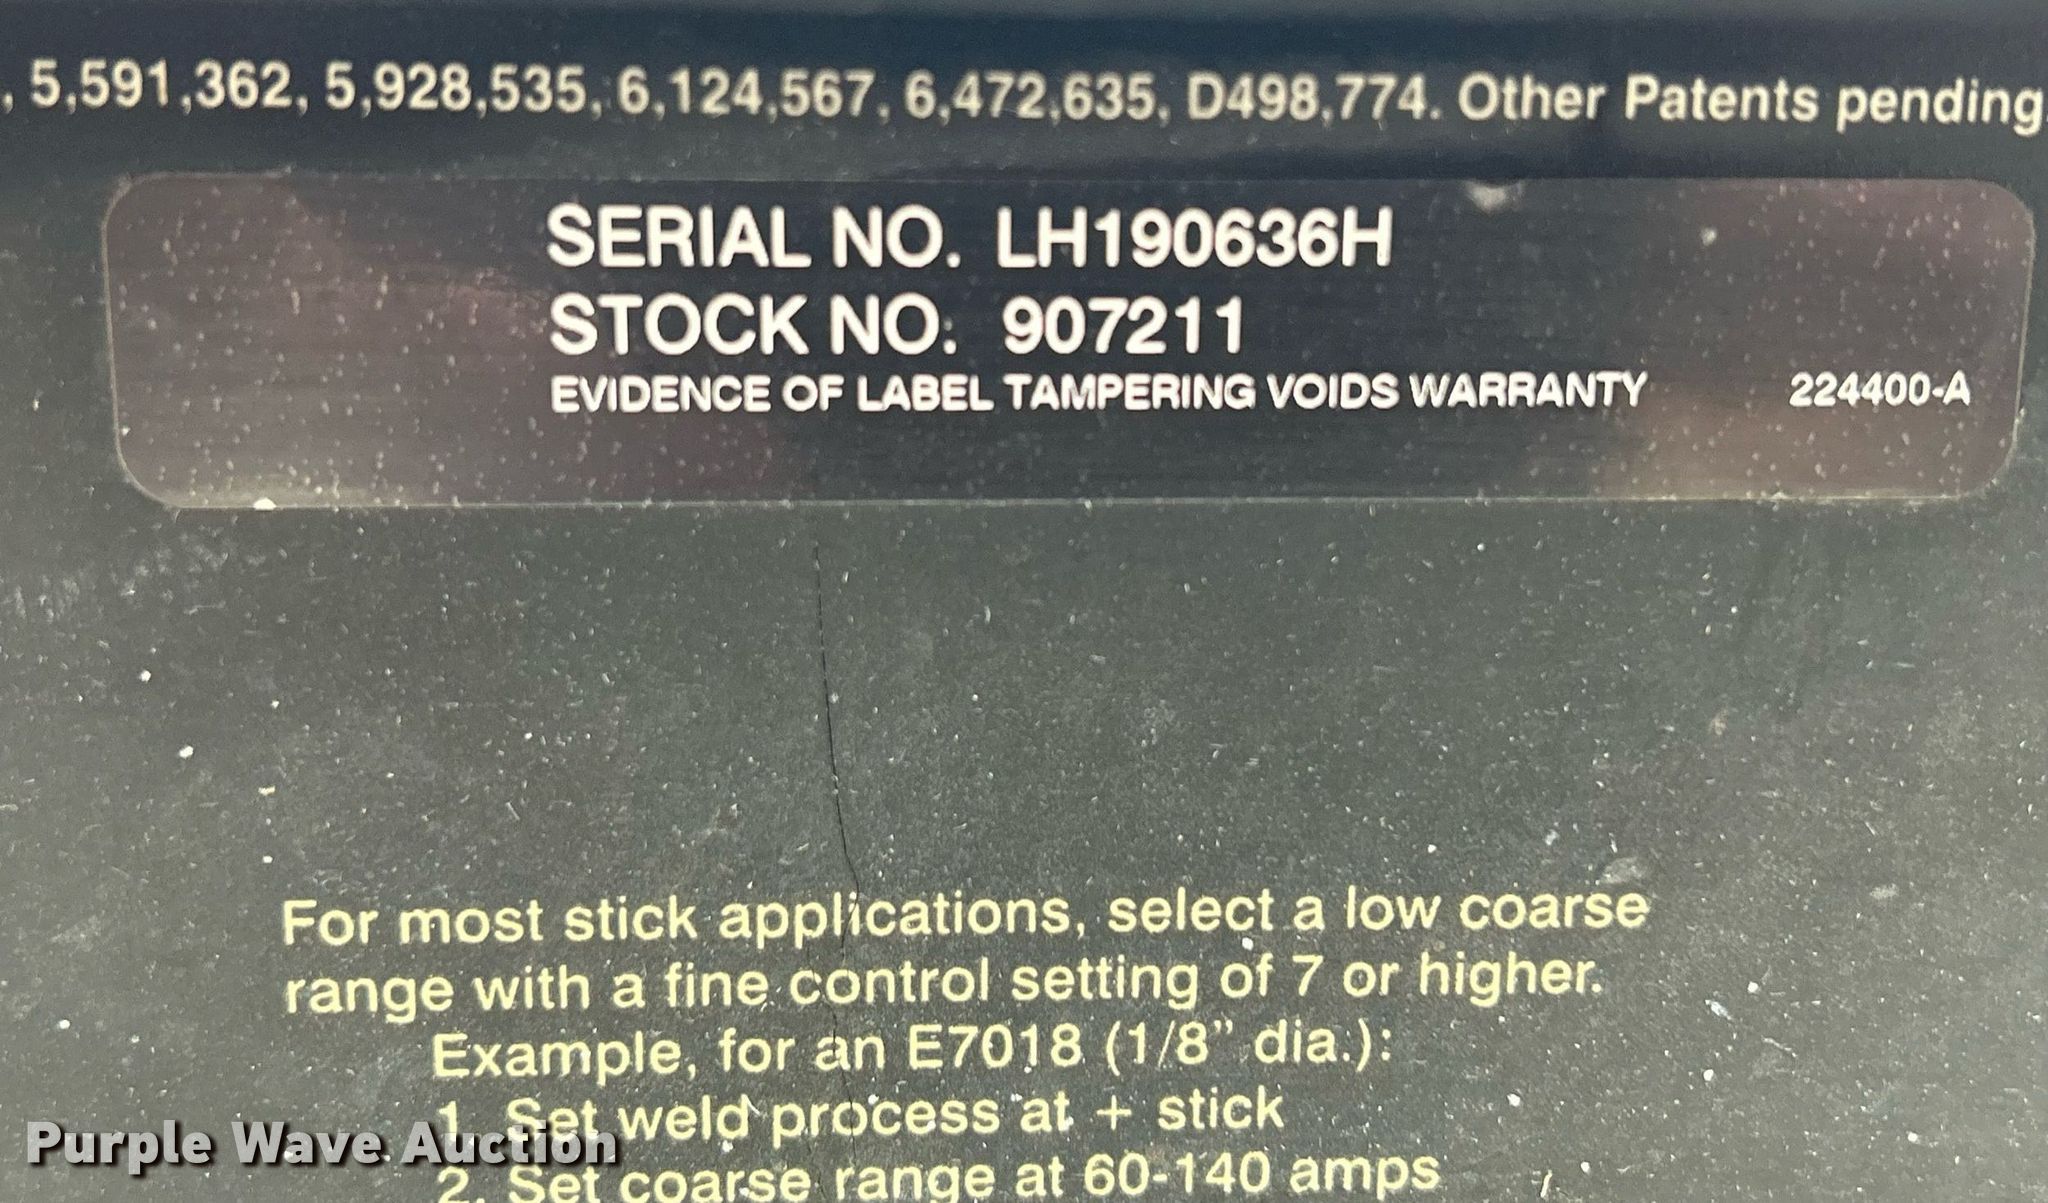 , 5,591,362, 5,928,535, 6,124,567, 6,472,635, D498,774. Other Patents pending.
SERIAL NO. LH190636H
STOCK NO. 907211
EVIDENCE OF LABEL TAMPERING VOIDS WARRANTY 224400-A
For most stick applications, select a low coarse
range with a fine control setting of 7 or higher.
Example, for an E7018 (1/8” dia.):
1. Set weld process at + stick
2. Set coarse range at 60-140 amps
Purple Wave Auction